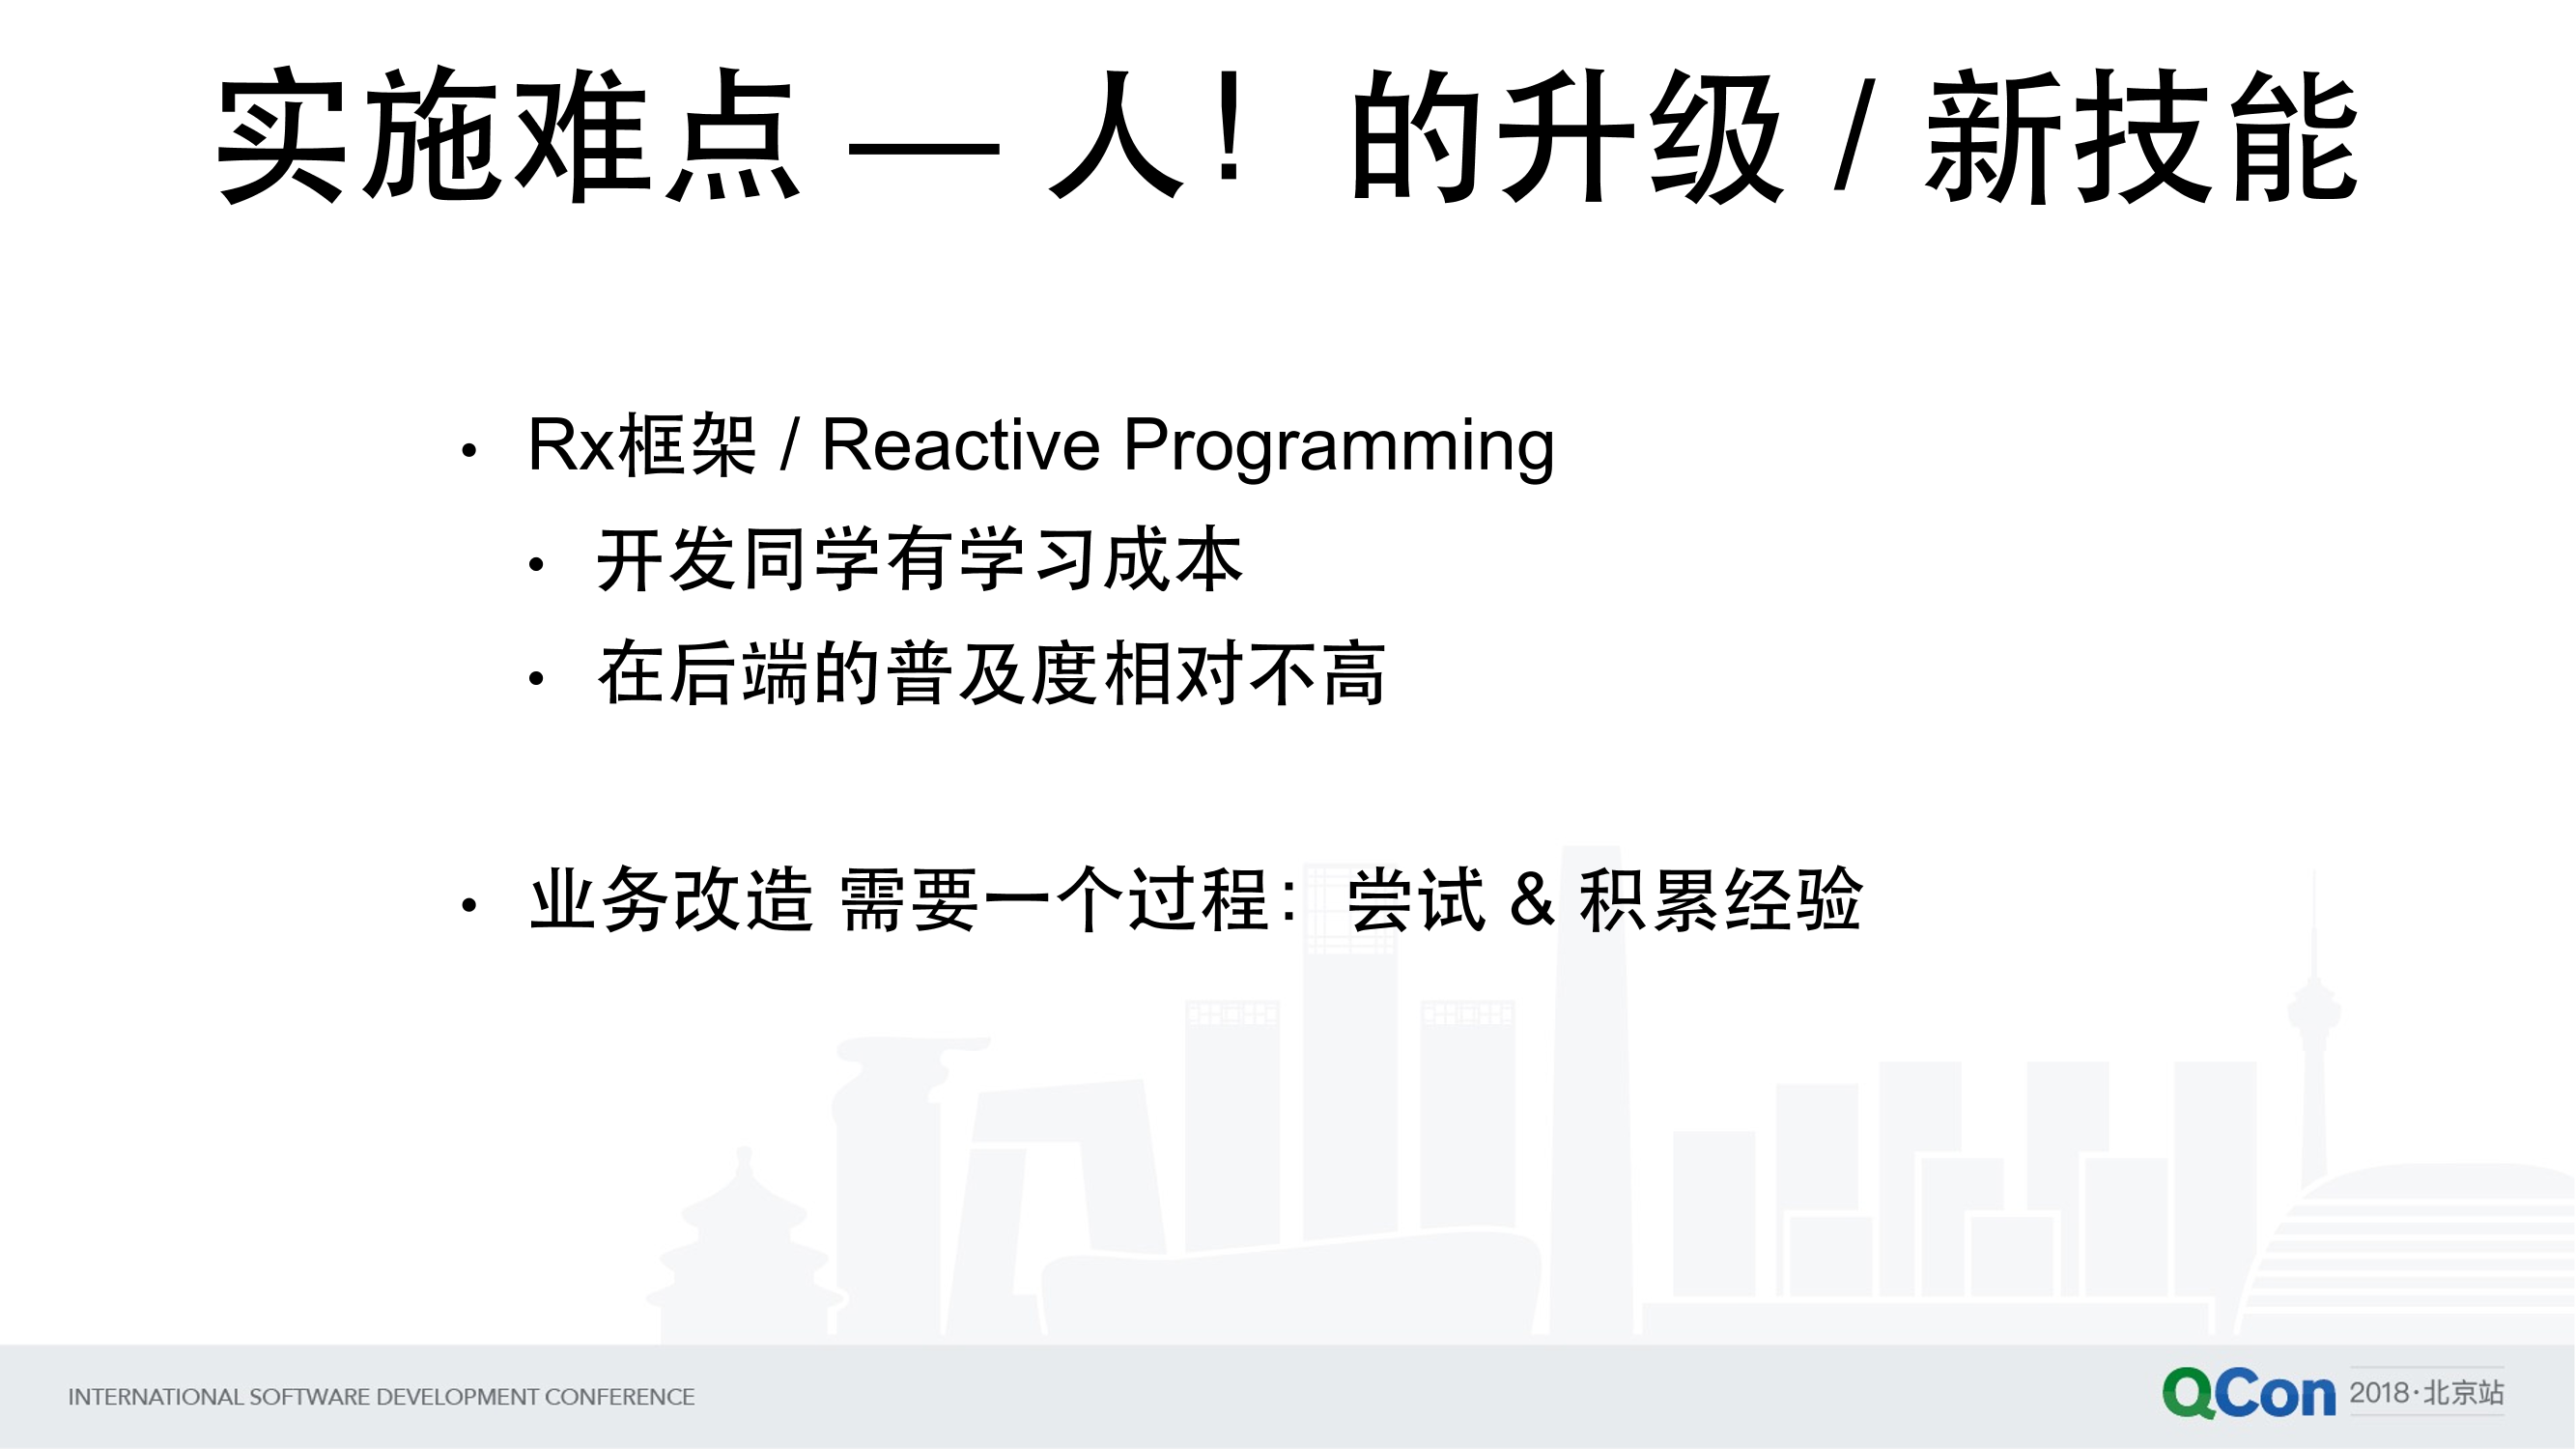 实施难点 — 人！的升级 / 新技能
• Rx框架 / Reactive Programming
• 开发同学有学习成本
• 在后端的普及度相对不高
• 业务改造 需要一个过程：尝试 & 积累经验
INTERNATIONAL SOFTWARE DEVELOPMENT CONFERENCE
QCon 2018·北京站